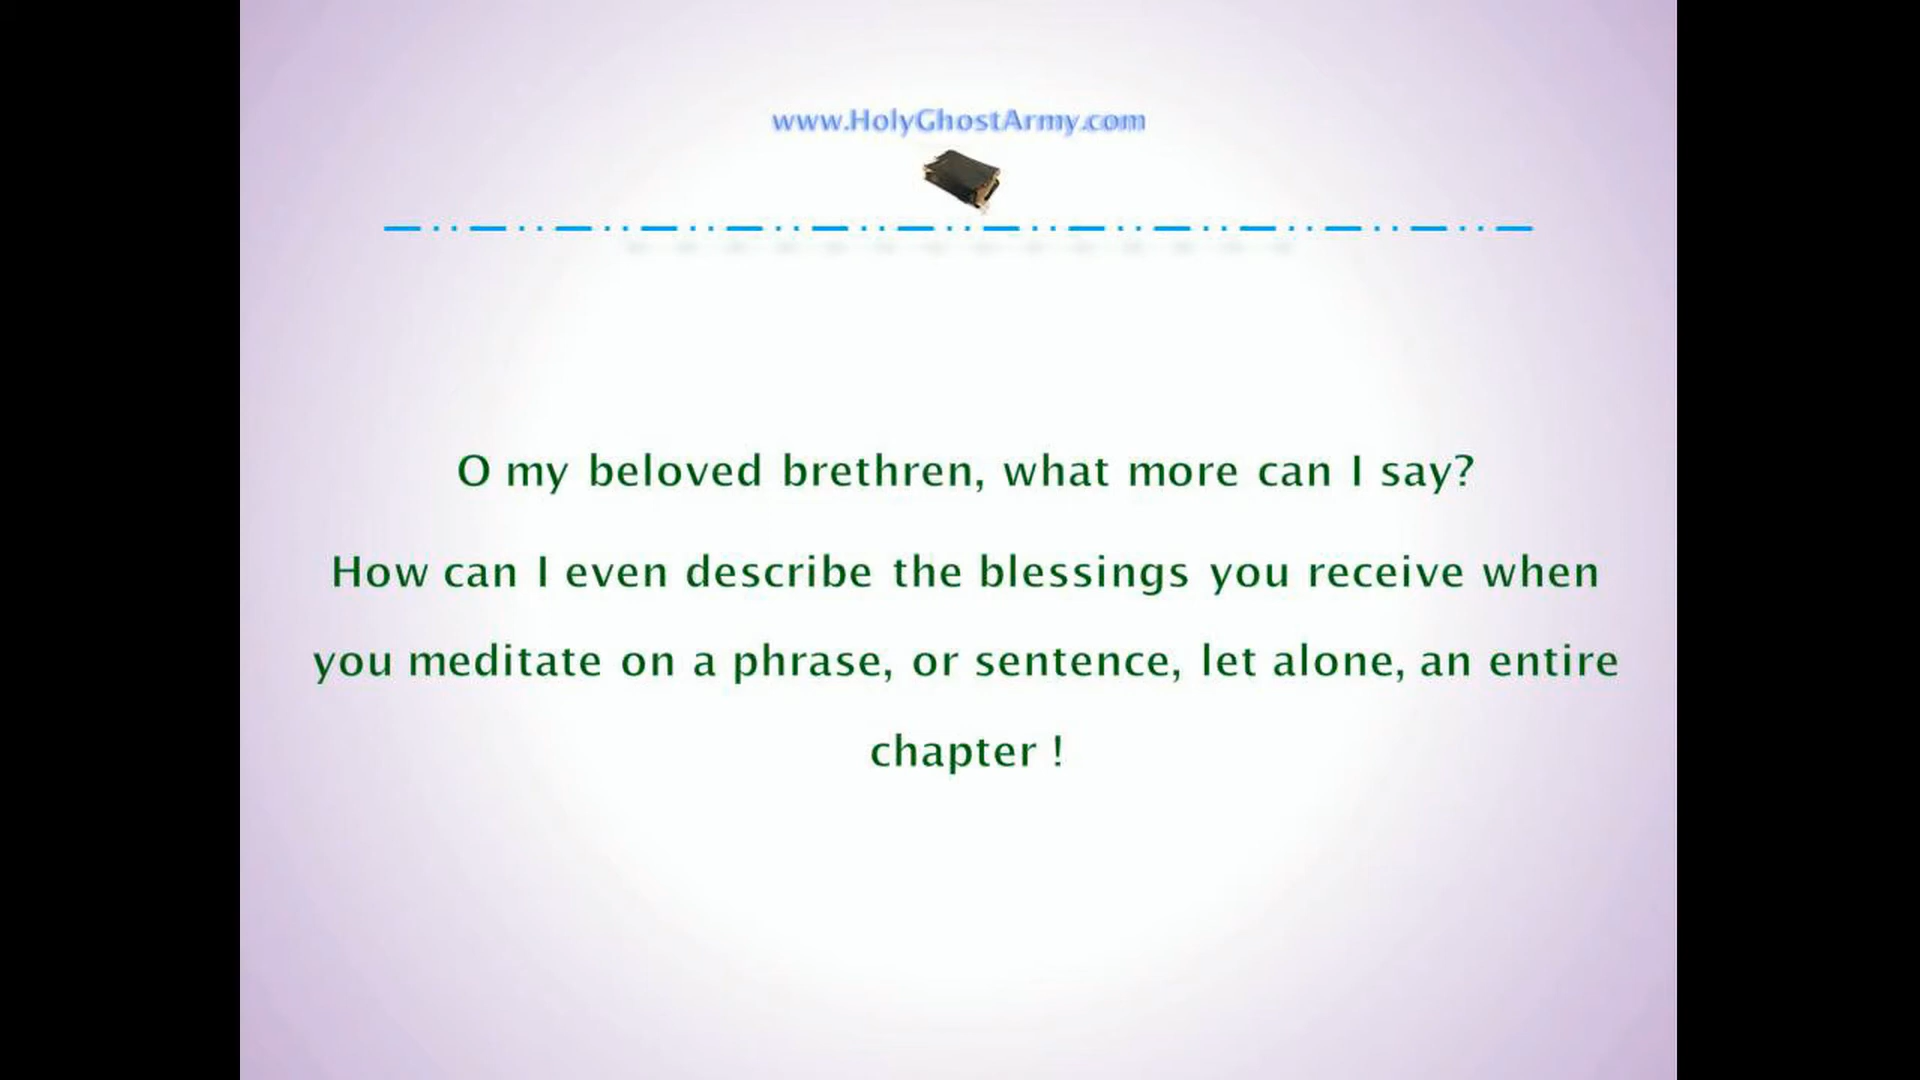 www.HolyGhostArmy.com
O my beloved brethren, what more can I say?
How can I even describe the blessings you receive when
you meditate on a phrase, or sentence, let alone, an entire
chapter !